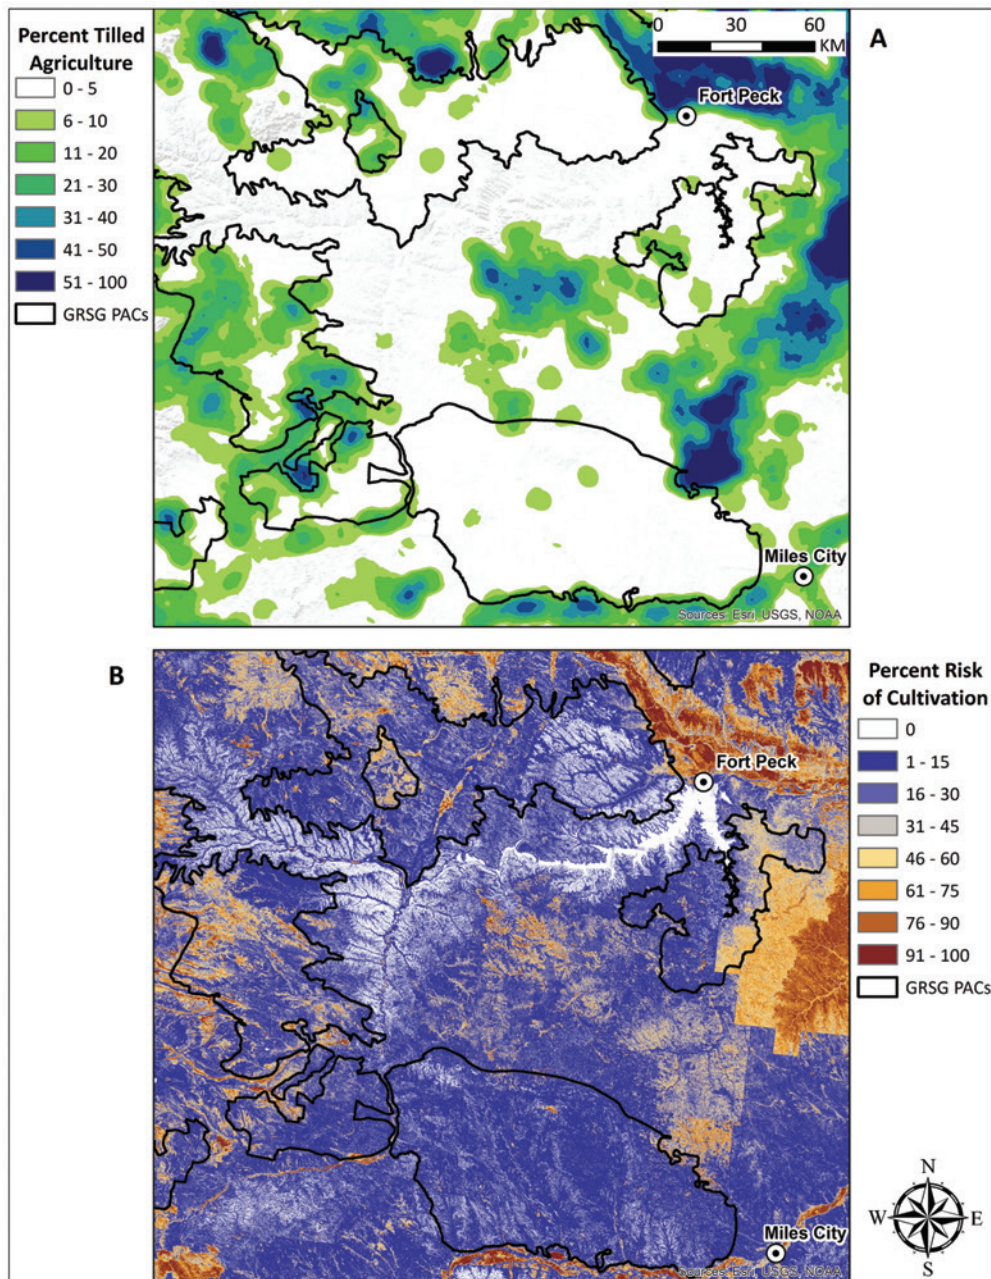 Percent Tilled
Agriculture
0 - 5
6 - 10
11 - 20
21 - 30
31 - 40
41 - 50
51 - 100
GRSG PACs
0 30 60
KM
A
Fort Peck
Miles City
Sources: Esri, USGS, NOAA
B
Percent Risk
of Cultivation
0
1 - 15
16 - 30
31 - 45
46 - 60
61 - 75
76 - 90
91 - 100
GRSG PACs
Fort Peck
Miles City
Sources: Esri, USGS, NOAA
N
W E
S